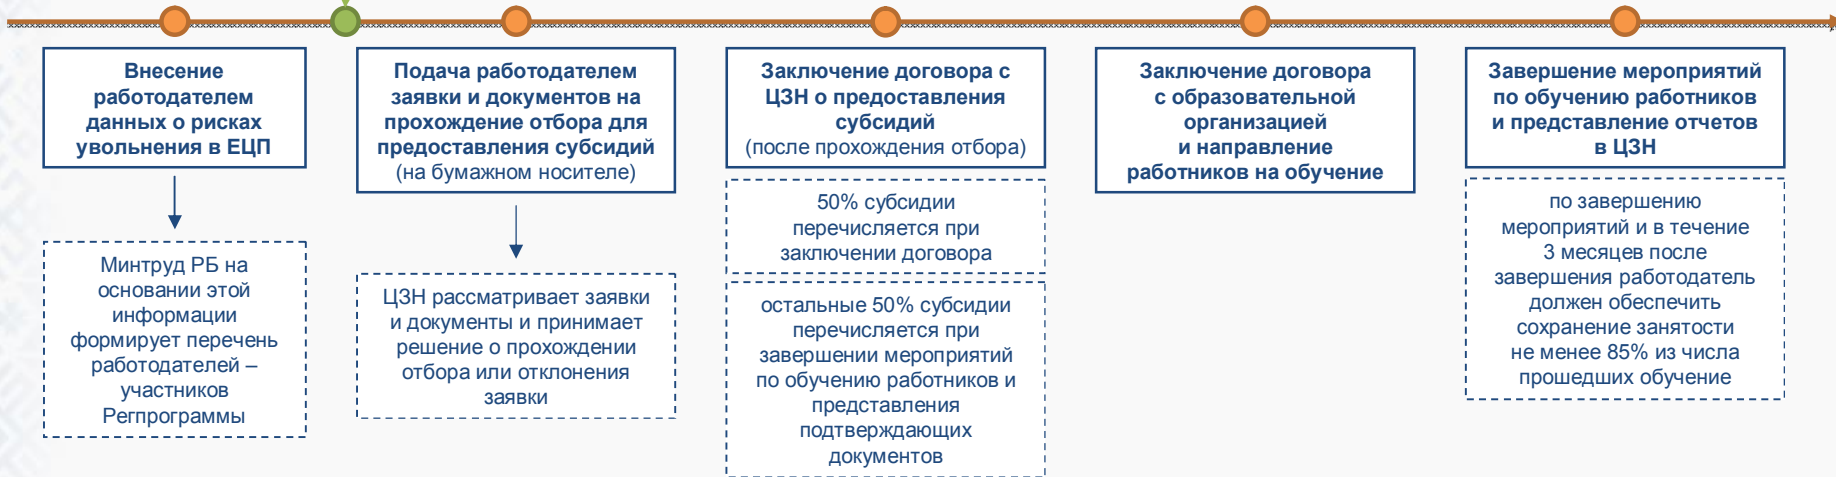 Внесение
работодателем
данных о рисках
увольнения в ЕЦП
Минтруд РБ на
основании этой
информации
формирует перечень
работодателей –
участников
Регпрограммы
Подача работодателем
заявки и документов на
прохождение отбора для
предоставления субсидий
(на бумажном носителе)
ЦЗН рассматривает заявки
и документы и принимает
решение о прохождении
отбора или отклонения
заявки
Заключение договора с
ЦЗН о предоставления
субсидий
(после прохождения отбора)
50% субсидии
перечисляется при
заключении договора
остальные 50% субсидии
перечисляется при
завершении мероприятий
по обучению работников и
представления
подтверждающих
документов
Заключение договора
с образовательной
организацией
и направление
работников на обучение
Завершение мероприятий
по обучению работников
и представление отчетов
в ЦЗН
по завершению
мероприятий и в течение
3 месяцев после
завершения работодатель
должен обеспечить
сохранение занятости
не менее 85% из числа
прошедших обучение